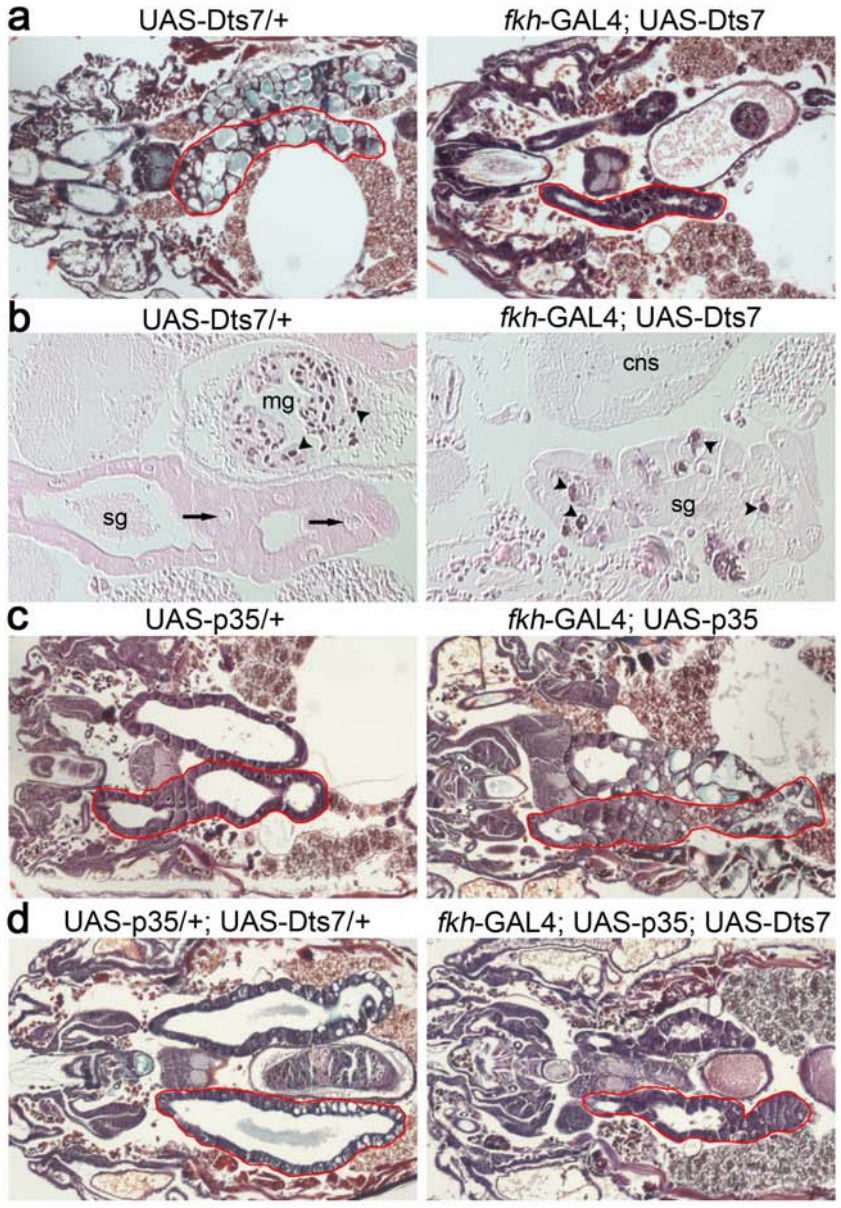 a
UAS-Dts7/+
fkh-GAL4; UAS-Dts7
b
UAS-Dts7/+
fkh-GAL4; UAS-Dts7
mg
sg
cns
sg
c
UAS-p35/+
fkh-GAL4; UAS-p35
d
UAS-p35/+; UAS-Dts7/+
fkh-GAL4; UAS-p35; UAS-Dts7